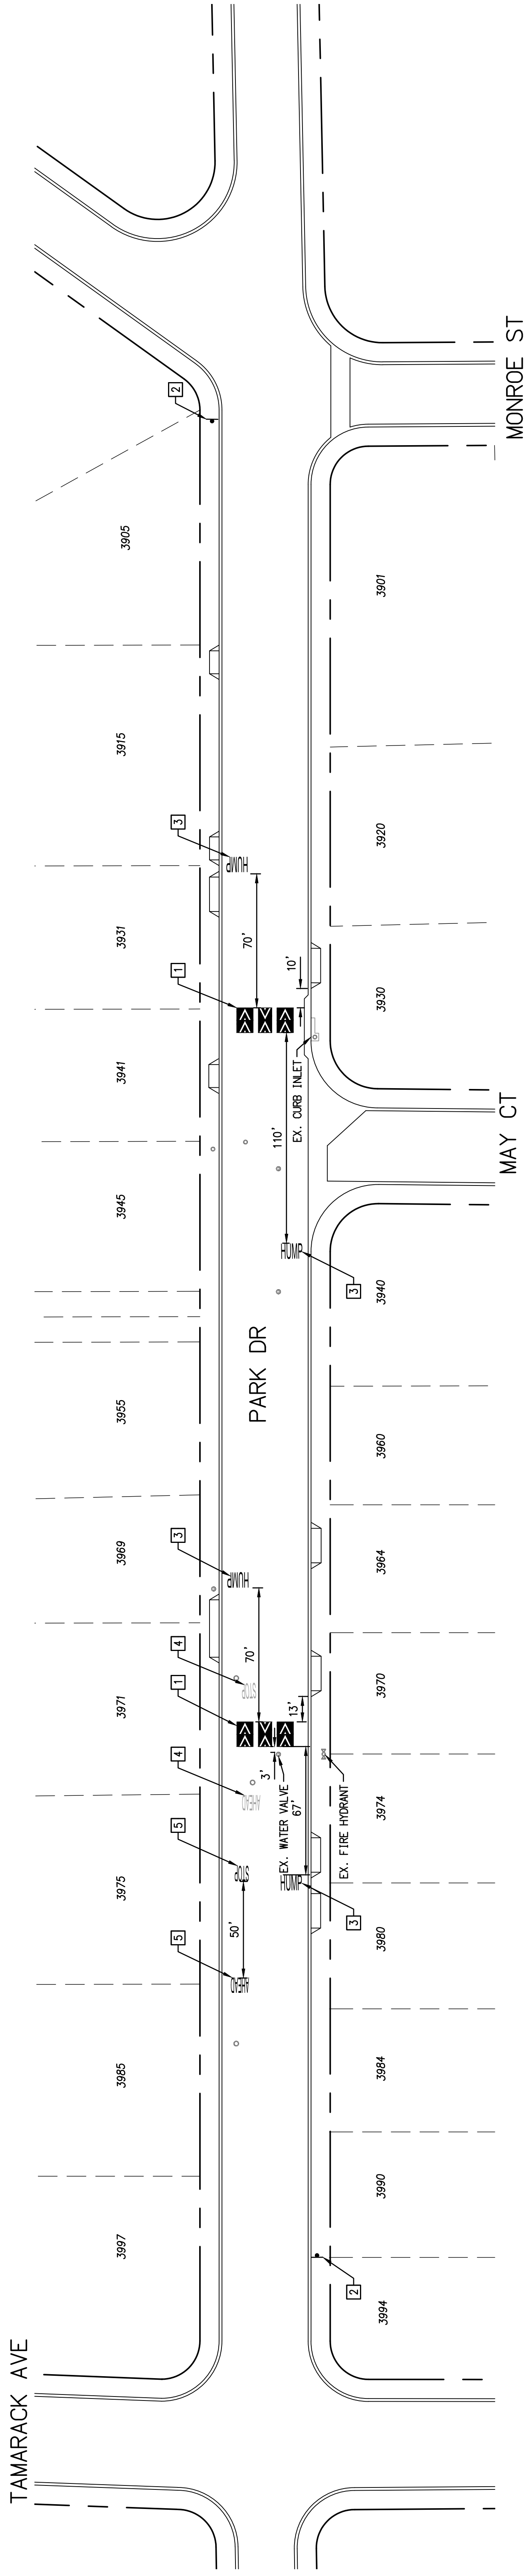 2
MONROE ST
3905
3901
3915
3920
3
HUMP
70'
3931
1
10'
3930
EX. CURB INLET
3941
110'
MAY CT
3945
HUMP
3
3940
PARK DR
3955
3960
3
3969
HUMP
3964
70'
4
STOP
1
3971
13'
3970
4
3'
EX. WATER VALVE
67'
AHEAD
EX. FIRE HYDRANT
3974
5
STOP
3975
HUMP
3
50'
5
AHEAD
3980
3985
3984
3990
3997
2
3994
TAMARACK AVE